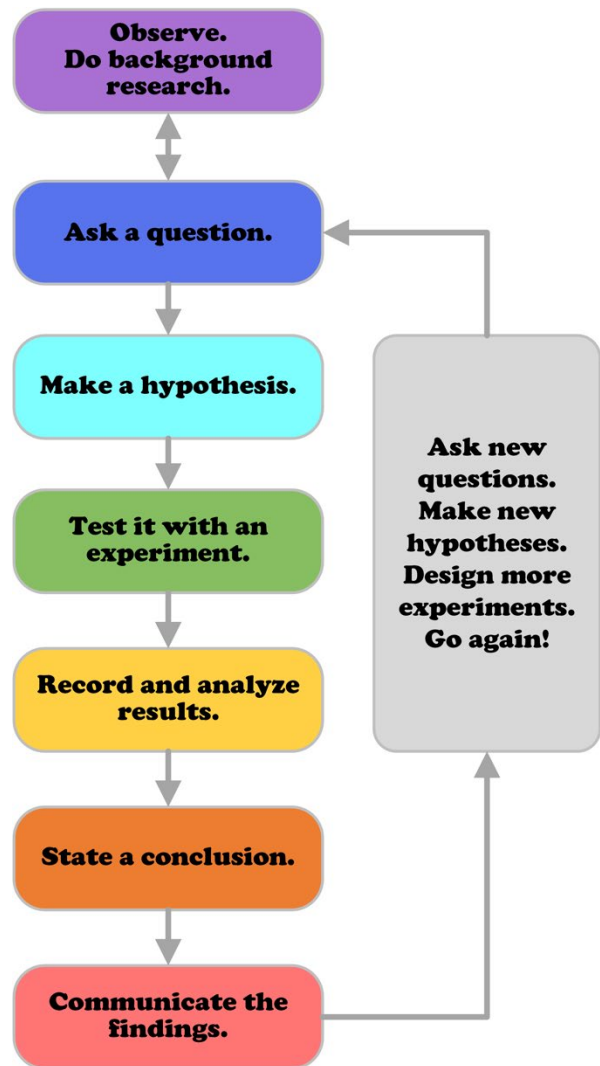 Observe.
Do background
research.
Ask a question.
Make a hypothesis.
Test it with an
experiment.
Record and analyze
results.
State a conclusion.
Communicate the
findings.
Ask new
questions.
Make new
hypotheses.
Design more
experiments.
Go again!